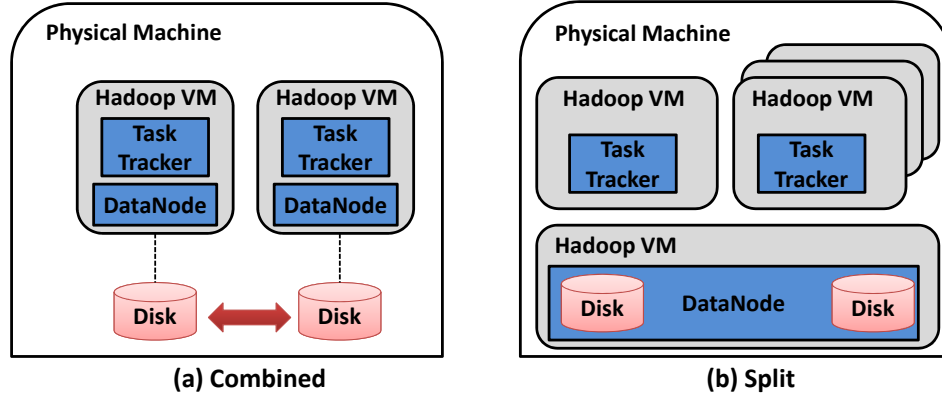 Physical Machine
Hadoop VM
Task
Tracker
DataNode
Hadoop VM
Task
Tracker
DataNode
Disk
Disk
(a) Combined
Physical Machine
Hadoop VM
Task
Tracker
Hadoop VM
Task
Tracker
Hadoop VM
Disk
DataNode
Disk
(b) Split